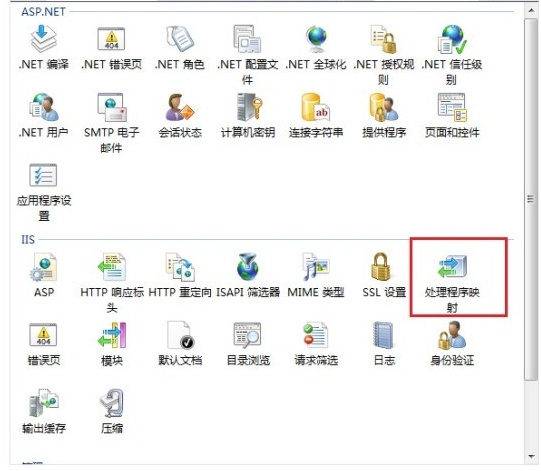 ASP.NET
404
.NET 编译 .NET 错误页 .NET 角色 .NET 配置文 .NET 全球化 .NET 授权规 .NET 信任级
件 则 别
ab
.NET 用户 SMTP 电子 会话状态 计算机密钥 连接字符串 提供程序 页面和控件
邮件
应用程序设
置
IIS
ASP HTTP 响应标 HTTP 重定向 ISAPI 筛选器 MIME 类型 SSL 设置 处理程序映
头 射
404
错误页 模块 默认文档 目录浏览 请求筛选 日志 身份验证
输出缓存 压缩